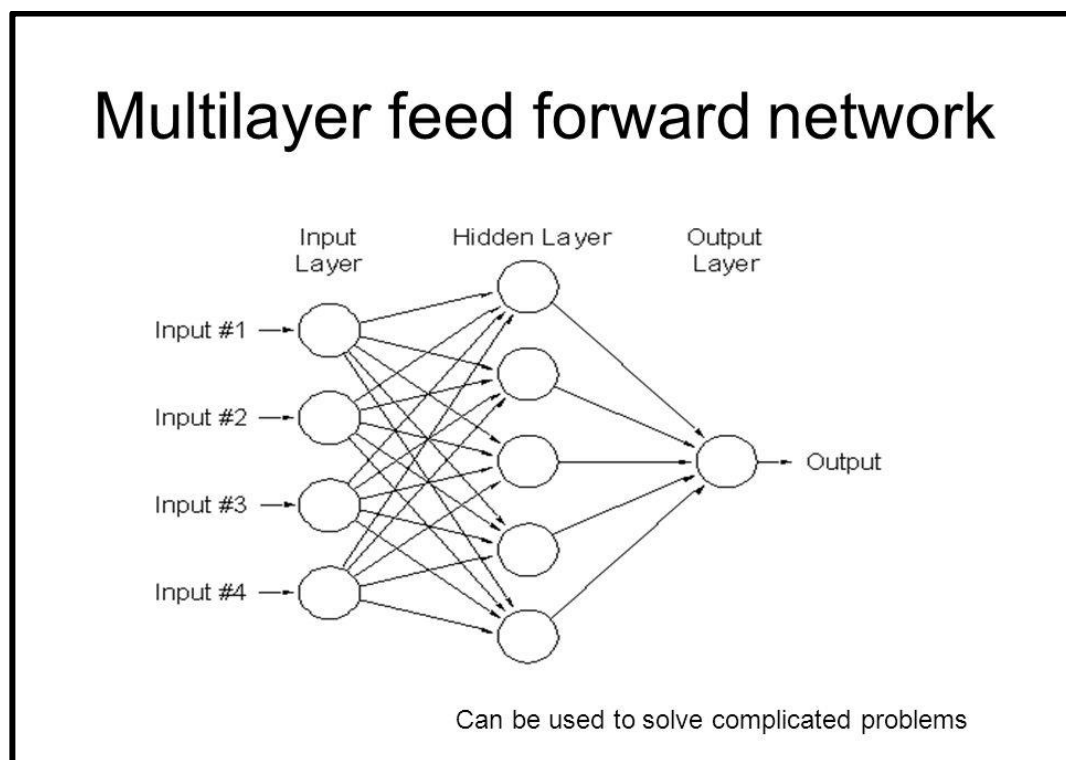 Multilayer feed forward network
Input Layer
Hidden Layer
Output Layer
Input #1
Input #2
Input #3
Input #4
Output
Can be used to solve complicated problems